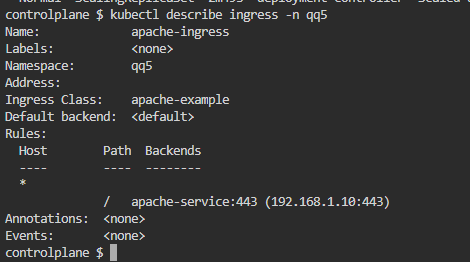 Normal ScalingReplicaSet 2m45s deployment-controller Scaled
controlplane $ kubectl describe ingress -n qq5
Name:             apache-ingress
Labels:           <none>
Namespace:        qq5
Address:
Ingress Class:    apache-example
Default backend:  <default>
Rules:
  Host        Path  Backends
  ----        ----  --------
  *
              /   apache-service:443 (192.168.1.10:443)
Annotations:  <none>
Events:       <none>
controlplane $